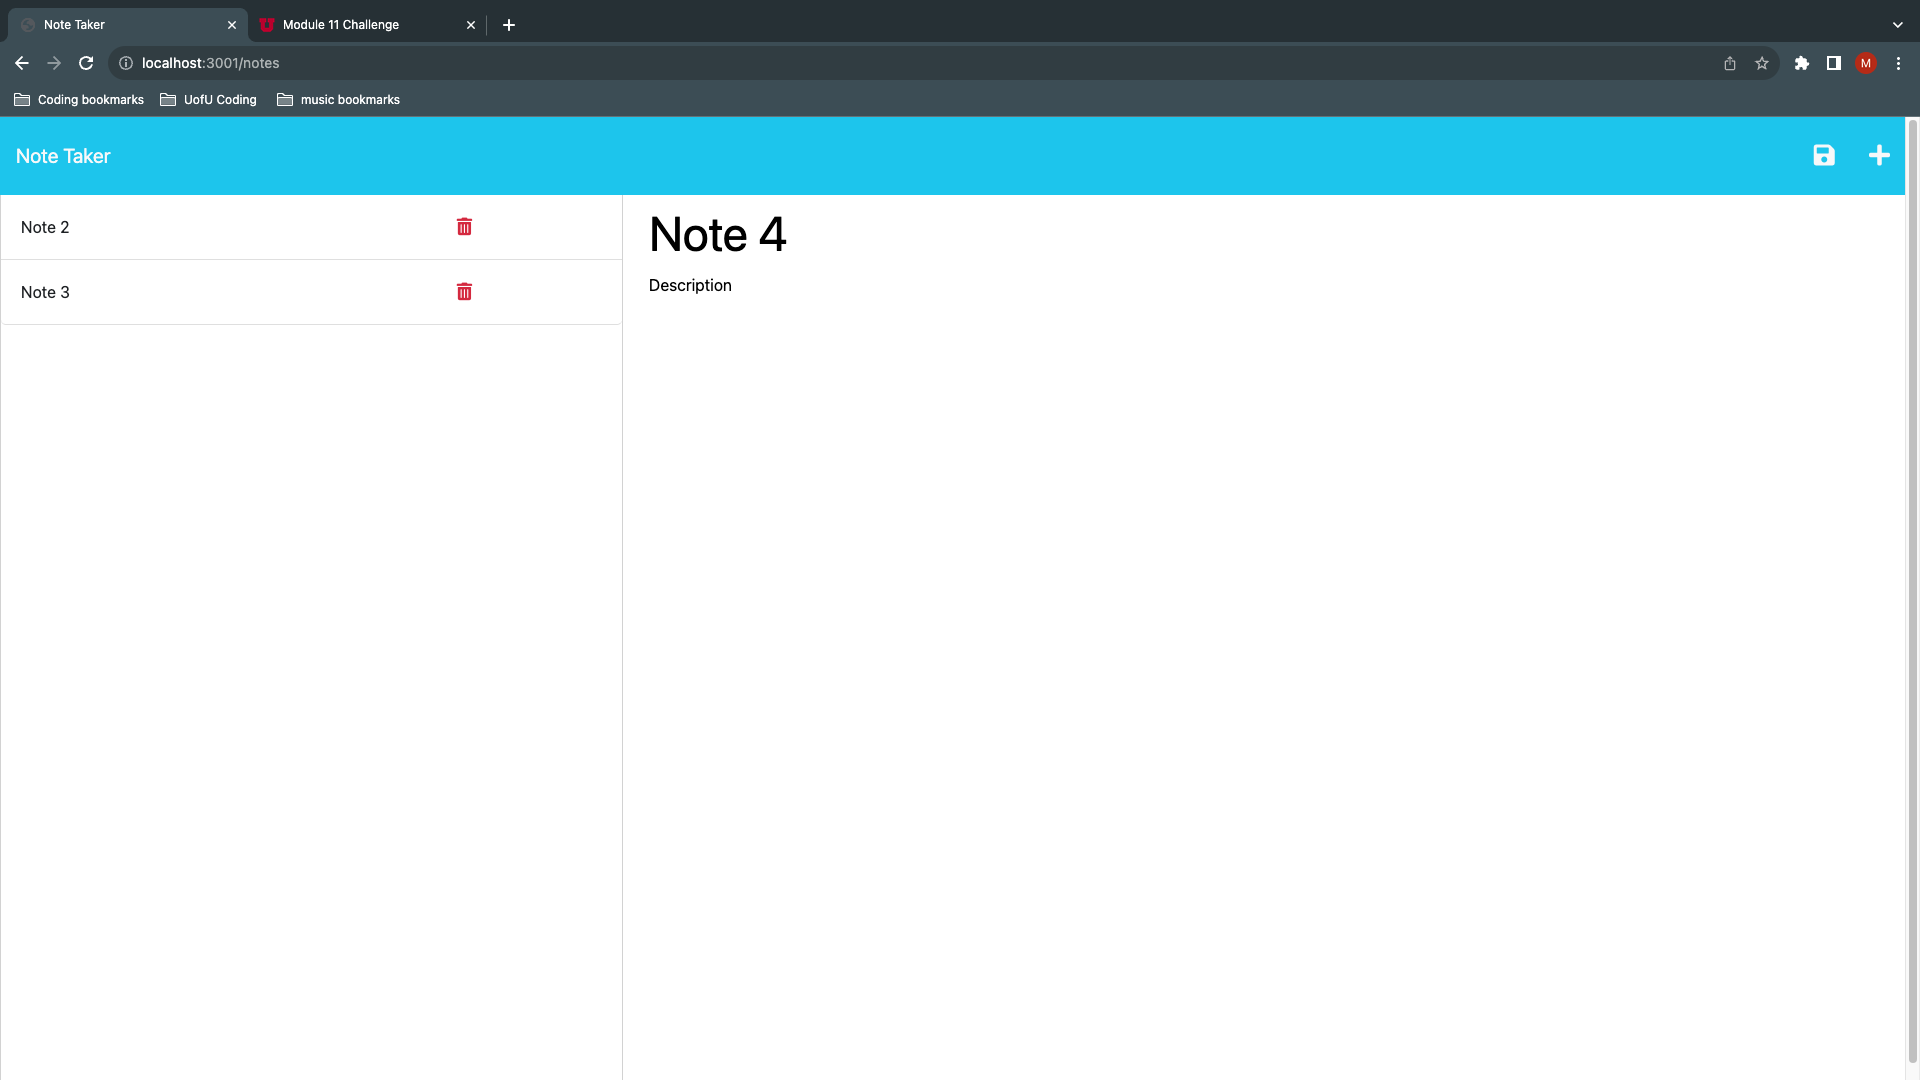 Note Taker
Module 11 Challenge
localhost:3001/notes
M
Coding bookmarks
UofU Coding
music bookmarks
Note Taker
Note 2
Note 3
Note 4
Description